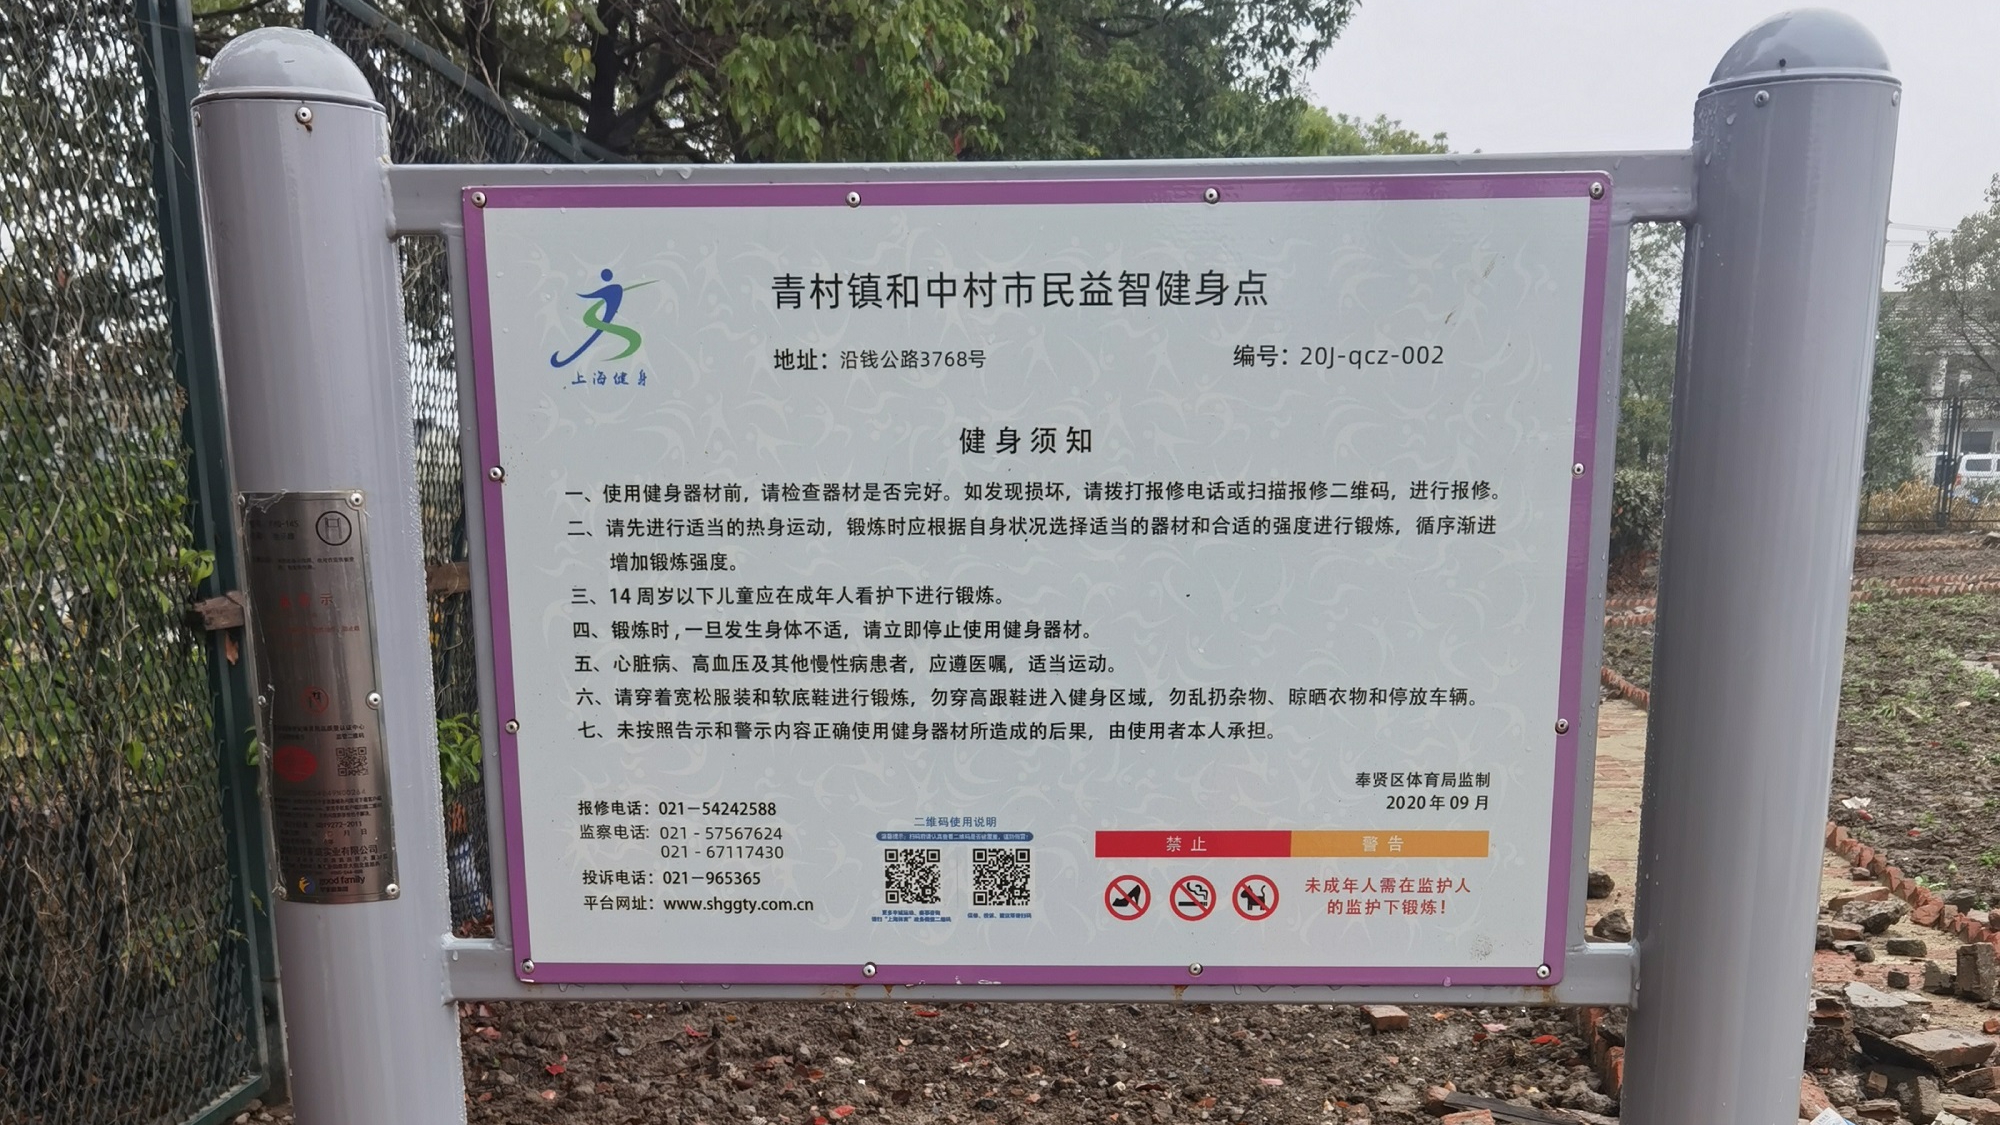 青村镇和中村市民益智健身点
地址：沿钱公路3768号
编号：20J-qcz-002
上海健身
健身须知
一、使用健身器材前，请检查器材是否完好。如发现损坏，请拨打报修电话或扫描报修二维码，进行报修。
二、请先进行适当的热身运动，锻炼时应根据自身状况选择适当的器材和合适的强度进行锻炼，循序渐进
增加锻炼强度。
三、14周岁以下儿童应在成年人看护下进行锻炼。
四、锻炼时，一旦发生身体不适，请立即停止使用健身器材。
五、心脏病、高血压及其他慢性病患者，应遵医嘱，适当运动。
六、请穿着宽松服装和软底鞋进行锻炼，勿穿高跟鞋进入健身区域，勿乱扔杂物、晾晒衣物和停放车辆。
七、未按照告示和警示内容正确使用健身器材所造成的后果，由使用者本人承担。
奉贤区体育局监制
2020年09月
报修电话：021-54242588
监察电话：021-57567624
021-67117430
投诉电话：021-965365
平台网址：www.shggty.com.cn
二维码使用说明
禁止
警告
未成年人需在监护人
的监护下锻炼！
good family